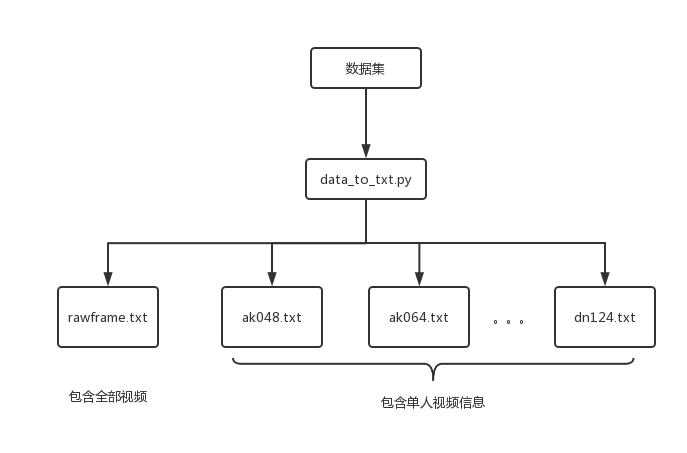 数据集
data_to_txt.py
rawframe.txt
ak048.txt
ak064.txt
。。。
dn124.txt
包含全部视频
包含单人视频信息